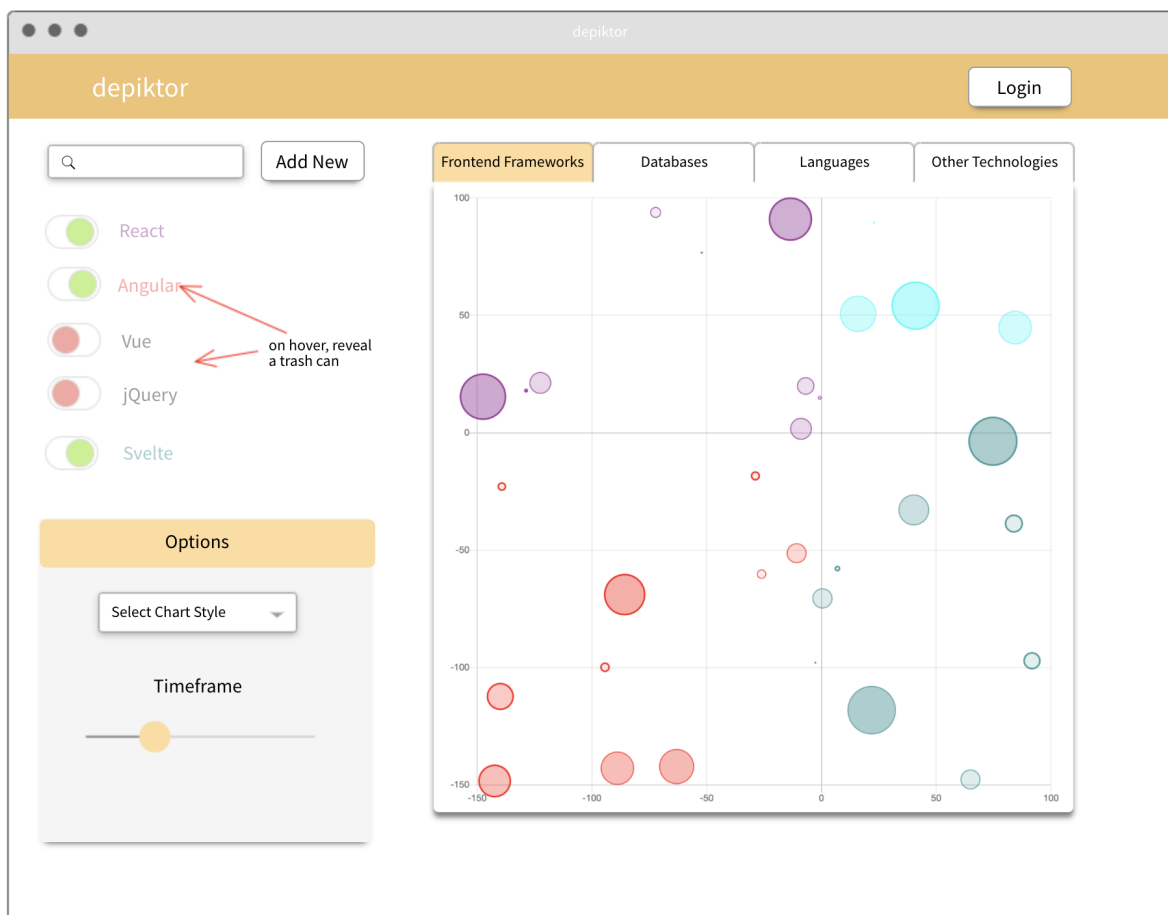 depiktor
depiktor
Login
Add New
React
Angular
Vue
jQuery
Svelte
on hover, reveal
a trash can
Options
Select Chart Style
Timeframe
Frontend Frameworks
Databases
Languages
Other Technologies
100
50
0
-50
-100
-150
-150
-100
-50
0
50
100